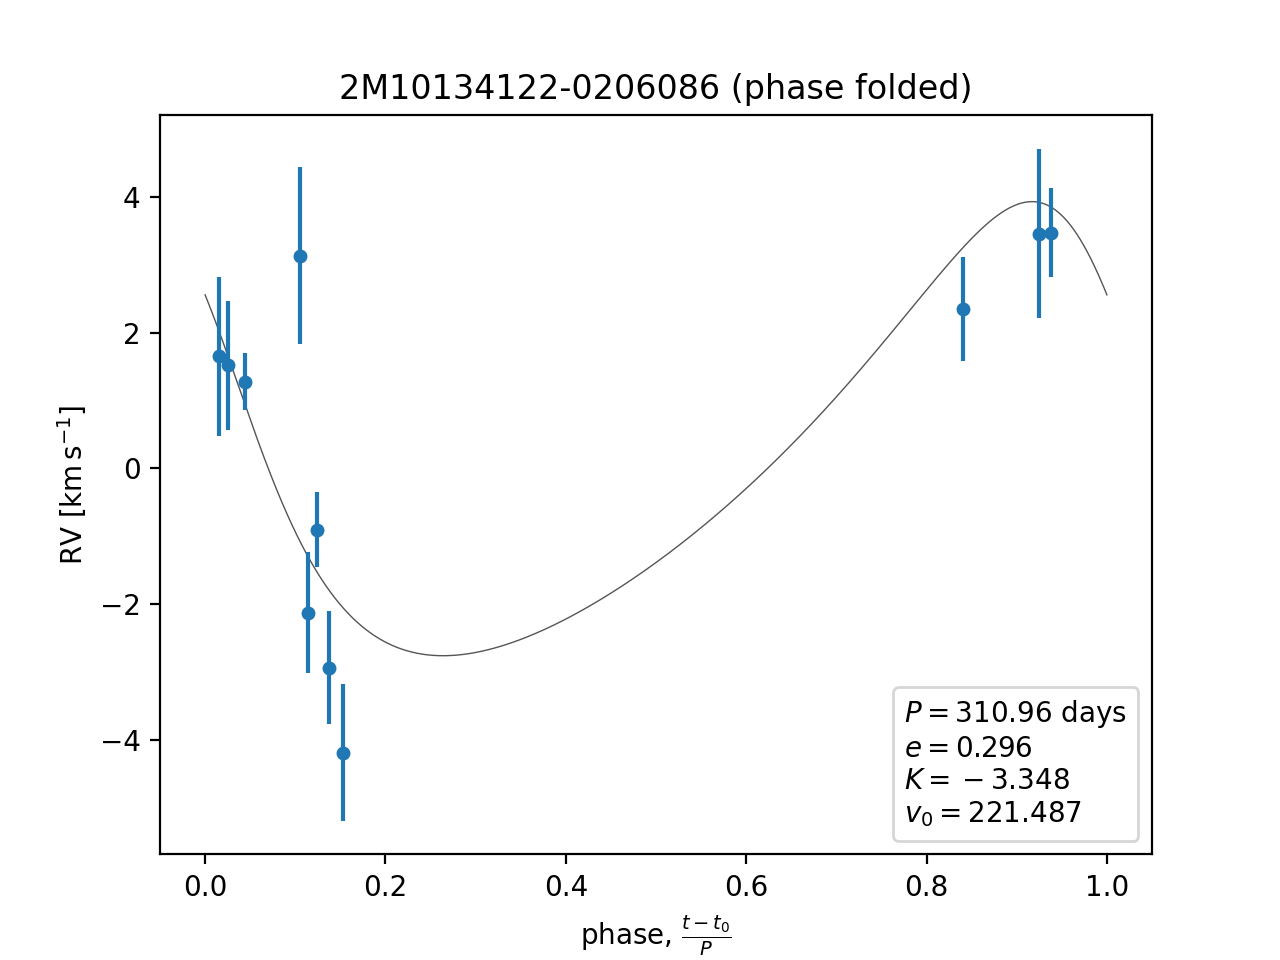 2M10134122-0206086 (phase folded)
RV [km s⁻¹]
4
2
0
−2
−4
0.0 0.2 0.4 0.6 0.8 1.0
phase, (t − t₀)/P
P = 310.96 days
e = 0.296
K = −3.348
v₀ = 221.487